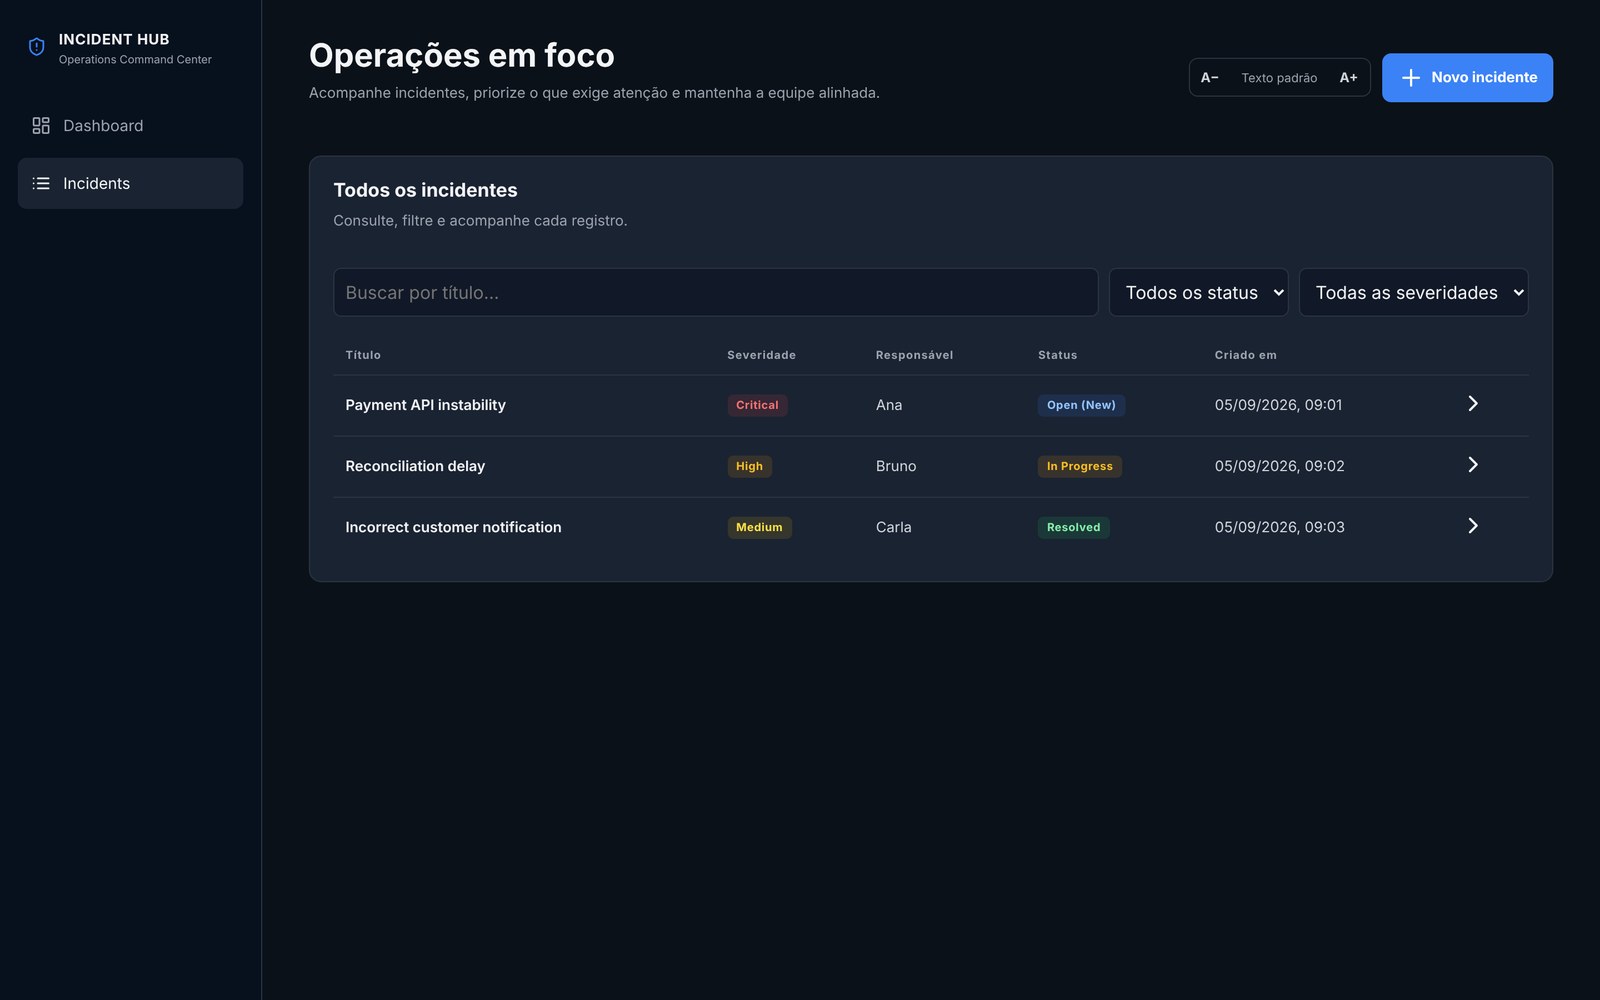 INCIDENT HUB
Operations Command Center
Dashboard
Incidents
Operações em foco
Acompanhe incidentes, priorize o que exige atenção e mantenha a equipe alinhada.
A− Texto padrão A+
Novo incidente
Todos os incidentes
Consulte, filtre e acompanhe cada registro.
Buscar por título... Todos os status Todas as severidades
Título Severidade Responsável Status Criado em
Payment API instability Critical Ana Open (New) 05/09/2026, 09:01
Reconciliation delay High Bruno In Progress 05/09/2026, 09:02
Incorrect customer notification Medium Carla Resolved 05/09/2026, 09:03